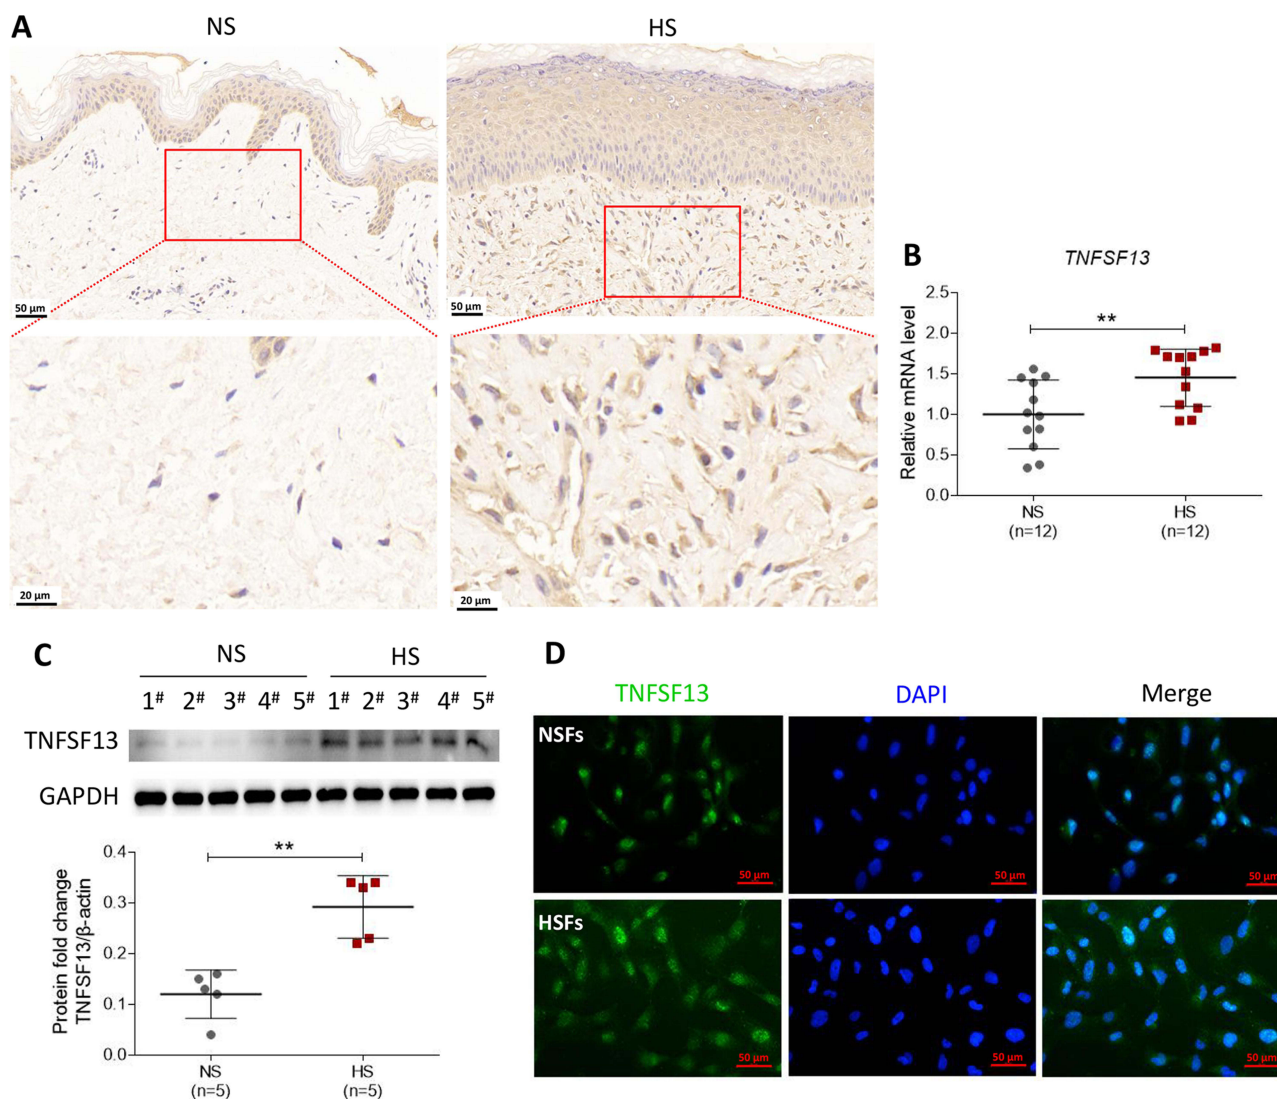 A
NS
HS
50 µm
50 µm
20 µm
20 µm
B
TNFSF13
**
Relative mRNA level
2.5
2.0
1.5
1.0
0.5
0.0
NS
(n=12)
HS
(n=12)
C
NS
HS
1# 2# 3# 4# 5# 1# 2# 3# 4# 5#
TNFSF13
GAPDH
**
Protein fold change
TNFSF13/β-actin
0.4
0.3
0.2
0.1
0.0
NS
(n=5)
HS
(n=5)
D
TNFSF13 DAPI Merge
NSFs
50 µm
50 µm
50 µm
HSFs
50 µm
50 µm
50 µm